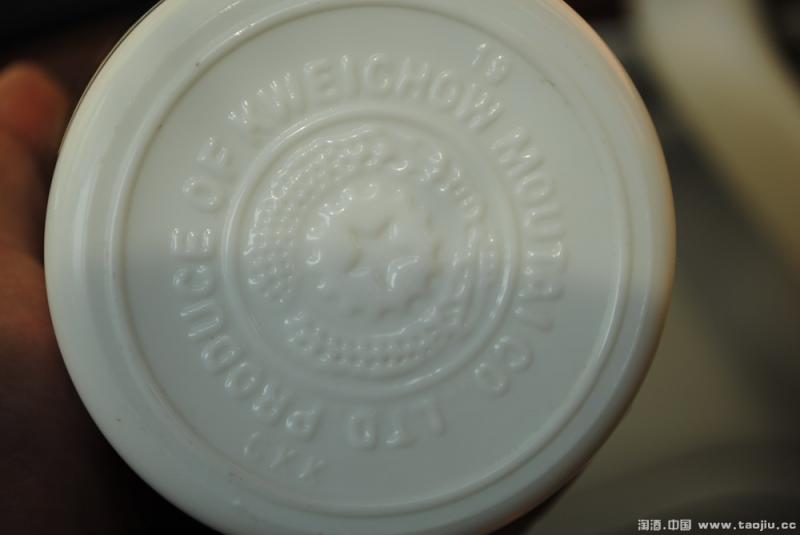 19
PRODUCE OF KWEICHOW MOUTAI CO. LTD
CXX
淘酒.中国 www.taojiu.cc